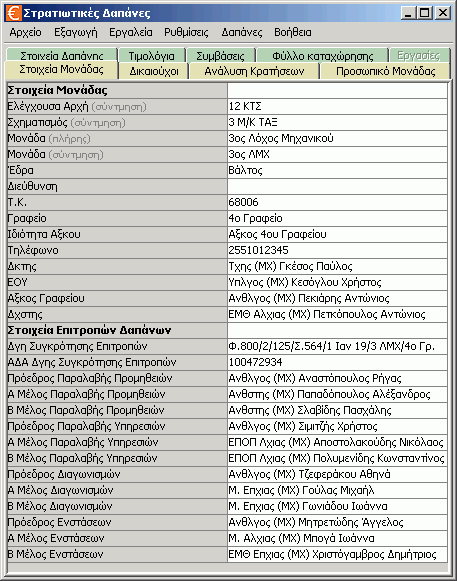 Στρατιωτικές Δαπάνες
Αρχείο Εξαγωγή Εργαλεία Ρυθμίσεις Δαπάνες Βοήθεια
Στοιχεία Δαπάνης Τιμολόγια Συμβάσεις Φύλλο καταχώρησης Εργασίες
Στοιχεία Μονάδας Δικαιούχοι Ανάλυση Κρατήσεων Προσωπικό Μονάδας
Στοιχεία Μονάδας
Ελέγχουσα Αρχή (σύντμηση) 12 ΚΤΣ
Σχηματισμός (σύντμηση) 3 Μ/Κ ΤΑΞ
Μονάδα (πλήρης) 3ος Λόχος Μηχανικού
Μονάδα (σύντμηση) 3ος ΛΜΧ
Έδρα Βάλτος
Διεύθυνση
Τ.Κ. 68006
Γραφείο 4ο Γραφείο
Ιδιότητα Αξκου Αξκος 4ου Γραφείου
Τηλέφωνο 2551012345
Δκτης Τχης (ΜΧ) Γκέσος Παύλος
ΕΟΥ Υπλγος (ΜΧ) Κεσόγλου Χρήστος
Αξκος Γραφείου Ανθλγος (ΜΧ) Πεκιάρης Αντώνιος
Δχστης ΕΜΘ Αλχιας (ΜΧ) Πετκόπουλος Αντώνιος
Στοιχεία Επιτροπών Δαπάνων
Δγη Συγκρότησης Επιτροπών Φ.800/2/125/Σ.564/1 Ιαν 19/3 ΛΜΧ/4ο Γρ.
ΑΔΑ Δγης Συγκρότησης Επιτροπών 100472934
Πρόεδρος Παραλαβής Προμηθειών Ανθλγος (ΜΧ) Αναστόπουλος Ρήγας
Α Μέλος Παραλαβής Προμηθειών Ανθστης (ΜΧ) Παπαδόπουλος Αλέξανδρος
Β Μέλος Παραλαβής Προμηθειών Ανθστης (ΜΧ) Σλαβίδης Πασχάλης
Πρόεδρος Παραλαβής Υπηρεσιών Ανθλγος (ΜΧ) Σιμιτζής Χρήστος
Α Μέλος Παραλαβής Υπηρεσιών ΕΠΟΠ Λχιας (ΜΧ) Αποστολακούδης Νικόλαος
Β Μέλος Παραλαβής Υπηρεσιών ΕΠΟΠ Λχιας (ΜΧ) Πολυμενίδης Κωνσταντίνος
Πρόεδρος Διαγωνισμών Ανθλγος (ΜΧ) Τζεφεράκου Αθηνά
Α Μέλος Διαγωνισμών Μ. Επχιας (ΜΧ) Γούλας Μιχαήλ
Β Μέλος Διαγωνισμών Μ. Επχιας (ΜΧ) Γωνιάδου Ιωάννα
Πρόεδρος Ενστάσεων Ανθλγος (ΜΧ) Μητρετώδης Άγγελος
Α Μέλος Ενστάσεων Μ. Αλχιας (ΜΧ) Μπογά Ιωάννα
Β Μέλος Ενστάσεων ΕΜΘ Επχιας (ΜΧ) Χριστόγαμβρος Δημήτριος